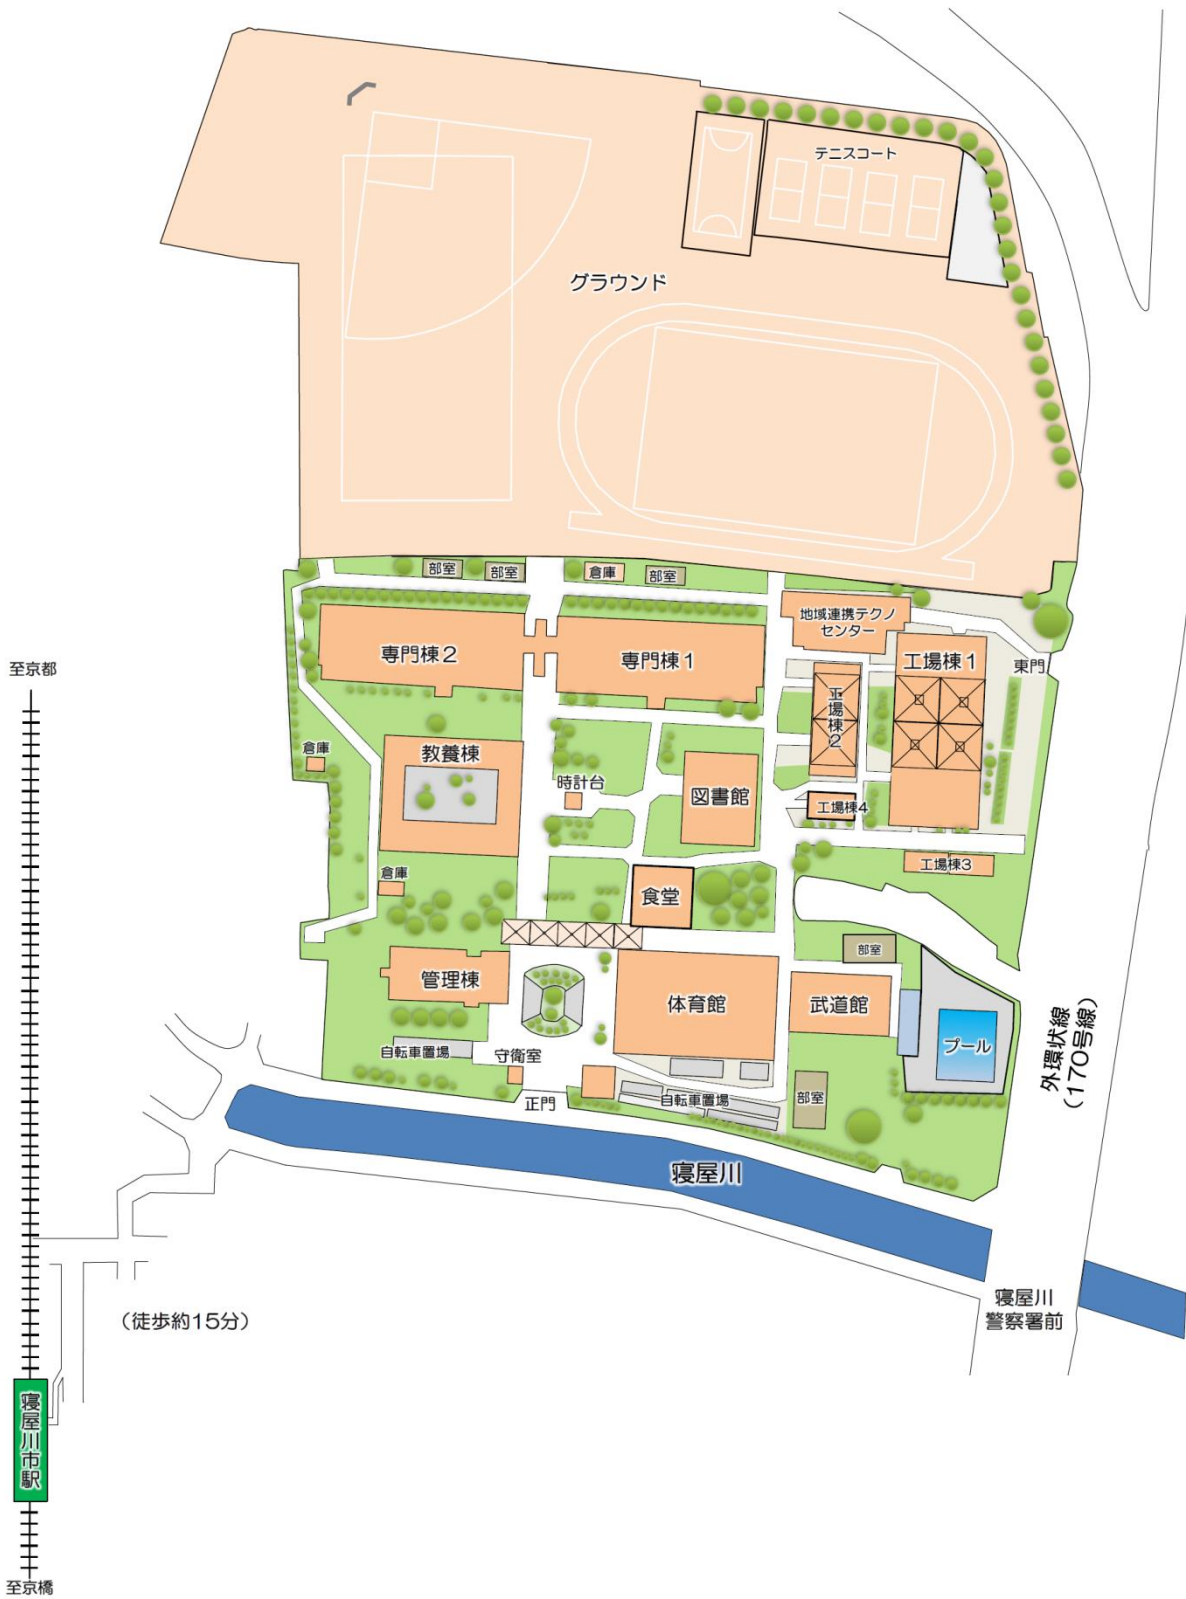 テニスコート
グラウンド
部室
部室
倉庫
部室
地域連携テクノ
センター
専門棟2
専門棟1
工場棟1
東門
工場棟2
至京都
倉庫
教養棟
時計台
図書館
工場棟4
工場棟3
倉庫
食堂
部室
管理棟
体育館
武道館
プール
外環状線
（170号線）
自転車置場
守衛室
正門
自転車置場
部室
寝屋川
寝屋川
警察署前
（徒歩約15分）
寝屋川市駅
至京橋